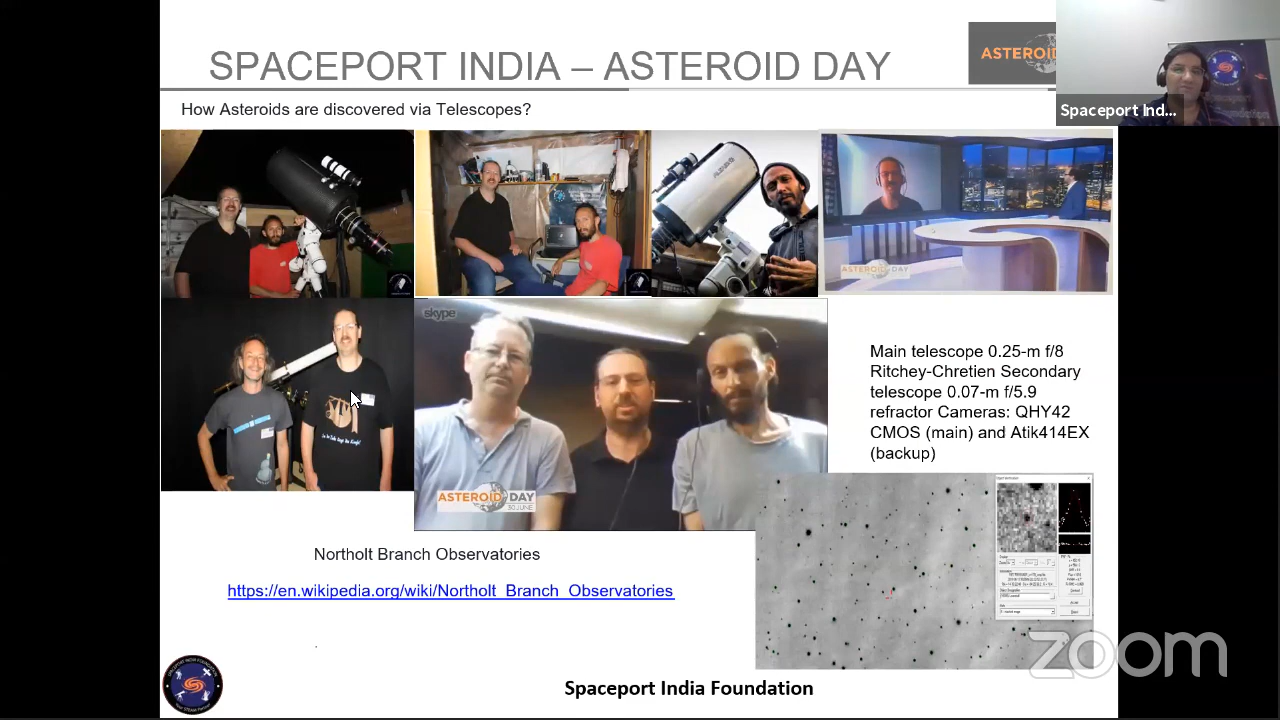 SPACEPORT INDIA – ASTEROID DAY
ASTEROID
Spaceport Ind...
How Asteroids are discovered via Telescopes?
ASTEROID DAY
skype
Main telescope 0.25-m f/8
Ritchey-Chretien Secondary
telescope 0.07-m f/5.9
refractor Cameras: QHY42
CMOS (main) and Atik414EX
(backup)
ASTEROID DAY
30 JUNE
Northolt Branch Observatories
https://en.wikipedia.org/wiki/Northolt_Branch_Observatories
zoom
Spaceport India Foundation